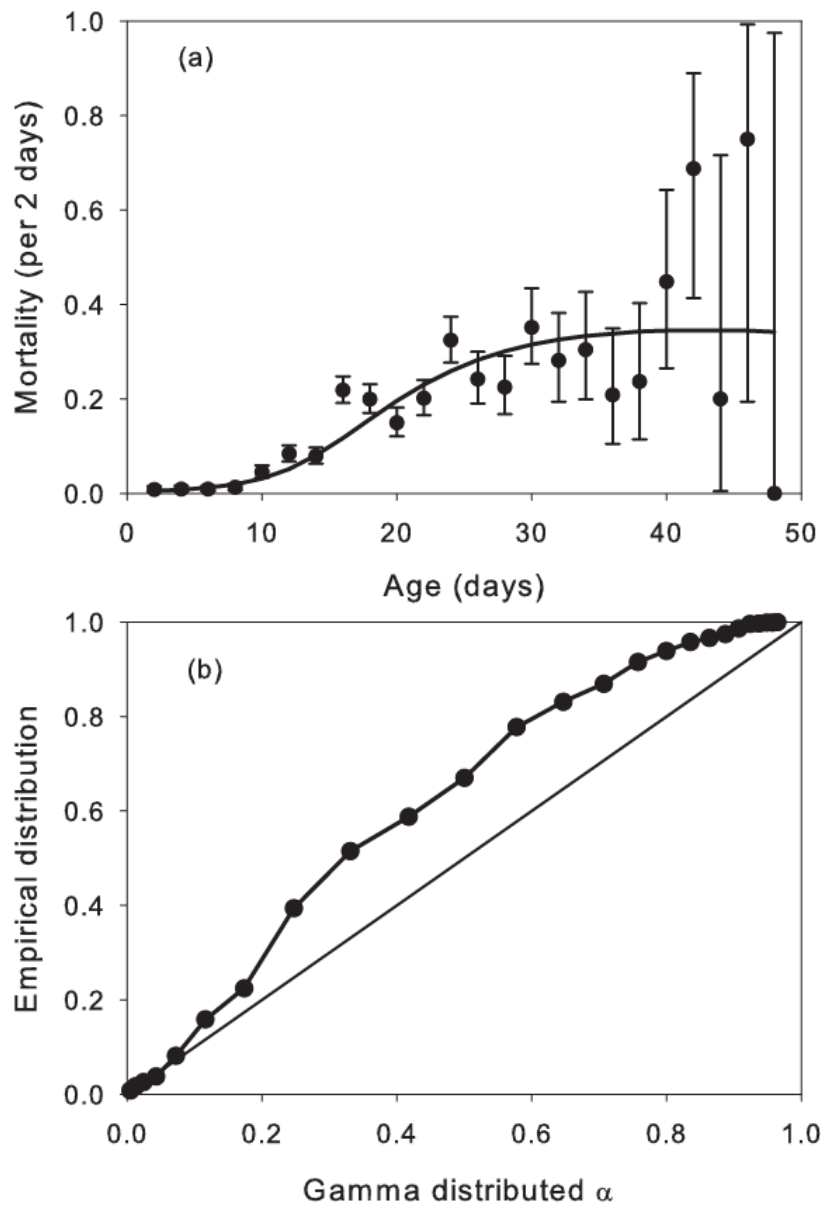 (a)
Mortality (per 2 days)
1.0
0.8
0.6
0.4
0.2
0.0
0 10 20 30 40 50
Age (days)
(b)
Empirical distribution
1.0
0.8
0.6
0.4
0.2
0.0
0.0 0.2 0.4 0.6 0.8 1.0
Gamma distributed α